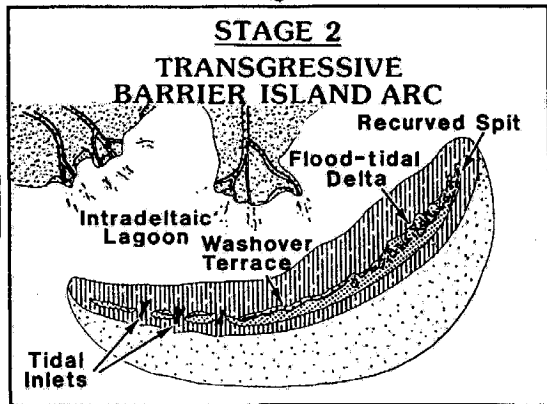 STAGE 2
TRANSGRESSIVE
BARRIER ISLAND ARC
Recurved Spit
Flood-tidal
Delta
Intradeltaic
Lagoon
Washover
Terrace
Tidal
Inlets